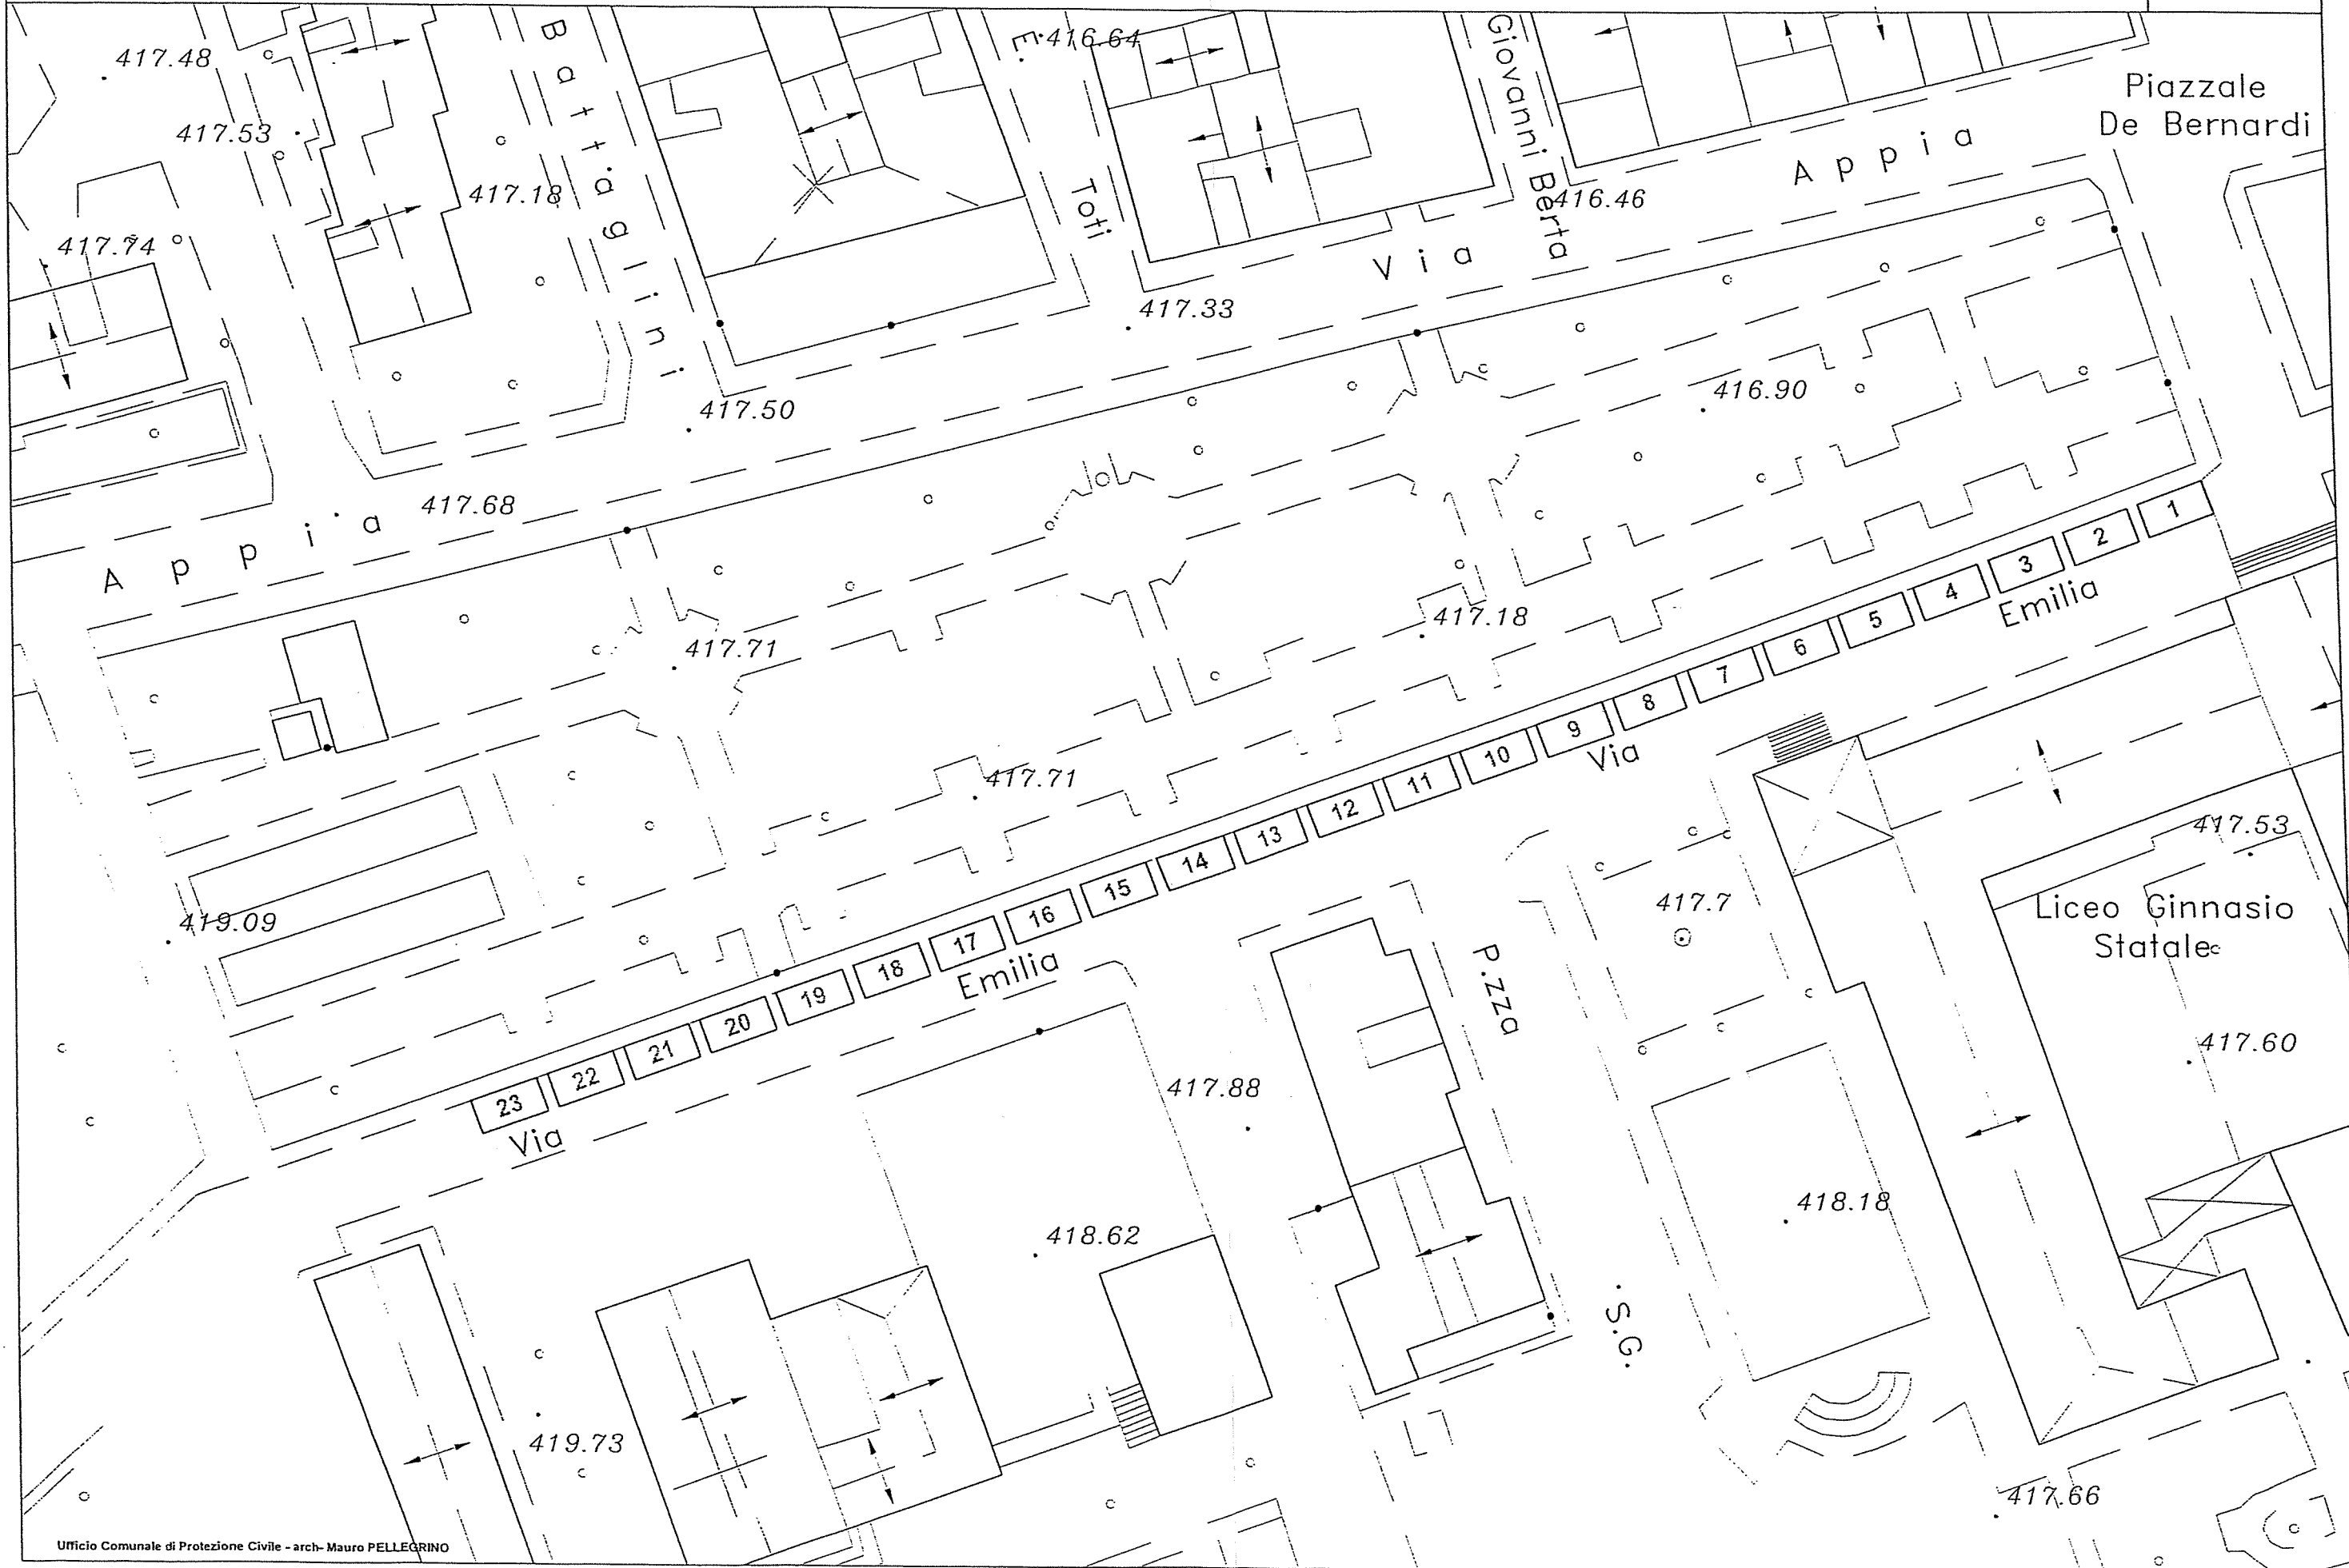 417.48
Battaglini
E.
416.64
Giovanni Berta
Piazzale
De Bernardi
417.53
Appia
417.18
Toti
416.46
417.74
Via
417.33
417.50
416.90
417.68
Appia
1
2
3
Emilia
4
5
417.18
6
417.71
7
8
9
Via
10
417.71
11
12
13
417.53
14
15
417.7
Liceo Ginnasio
Statale
16
419.09
17
Emilia
18
P.zza
19
20
21
417.60
22
417.88
23
Via
418.18
418.62
S.G.
419.73
417.66
Ufficio Comunale di Protezione Civile - arch- Mauro PELLEGRINO